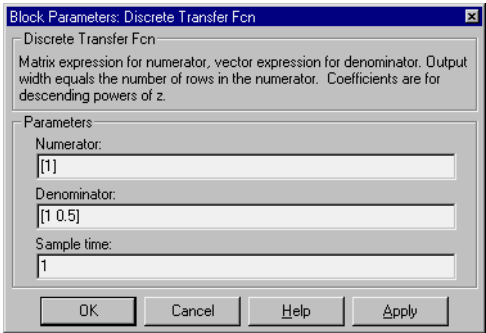 Block Parameters: Discrete Transfer Fcn
Discrete Transfer Fcn
Matrix expression for numerator, vector expression for denominator. Output
width equals the number of rows in the numerator. Coefficients are for
descending powers of z.
Parameters
Numerator:
[1]
Denominator:
[1 0.5]
Sample time:
1
OK Cancel Help Apply